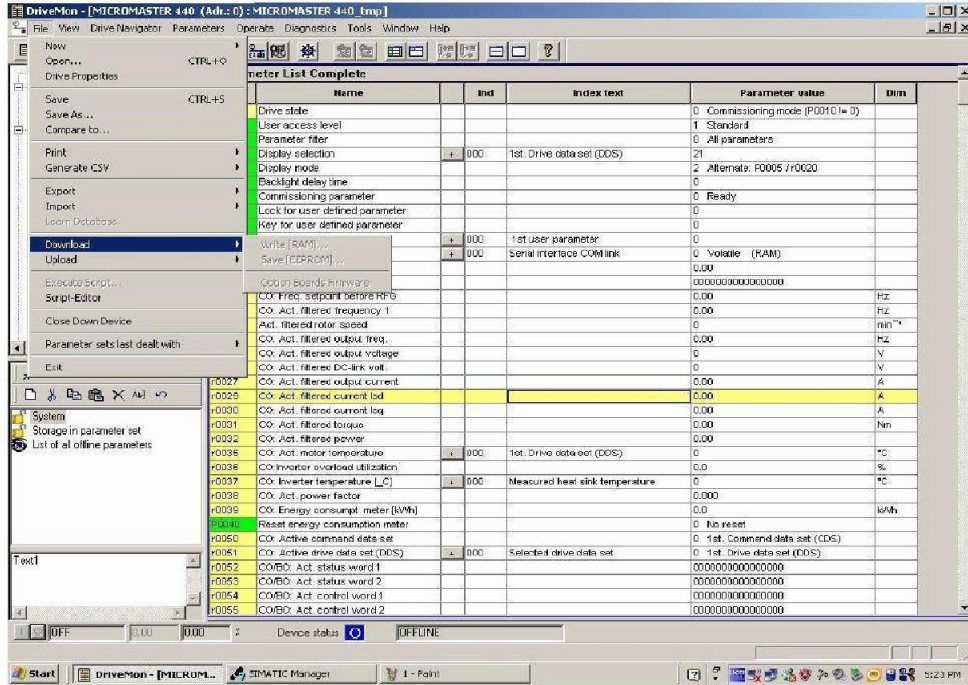 DriveMon - [MICROMASTER 440 (Adr.: 0) : MICROMASTER 440_tmp]
File View Drive Navigator Parameters Operate Diagnostics Tools Window Help
New
Open... CTRL+O
Drive Properties
Save CTRL+S
Save As...
Compare to...
Print
Generate CSV
Export
Import
Learn Database
Download
Upload
Execute Script...
Script-Editor
Close Down Device
Parameter sets last dealt with
Exit
Write [RAM]...
Save [EEPROM]...
Option Boards Firmware
meter List Complete
Name Ind Index text Parameter value Dim
Drive state 0 Commissioning mode (P0010 != 0)
User access level 1 Standard
Parameter filter 0 All parameters
Display selection + 000 1st. Drive data set (DDS) 21
Display mode 2 Alternate: P0005 / r0020
Backlight delay time 0
Commissioning parameter 0 Ready
Lock for user defined parameter 0
Key for user defined parameter 0
+ 000 1st user parameter 0
+ 000 Serial interface COM link 0 Volatile (RAM)
0.00
0000000000000000
CO: Freq. setpoint before RFG 0.00 Hz
CO: Act. filtered frequency 1 0.00 Hz
Act. filtered rotor speed 0
CO: Act. filtered output freq. 0.00 Hz
CO: Act. filtered output voltage 0 V
CO: Act. filtered DC-link volt. 0 V
r0027 CO: Act. filtered output current 0.00 A
r0029 CO: Act. filtered current Isd 0.00 A
r0030 CO: Act. filtered current Isq 0.00 A
r0031 CO: Act. filtered torque 0.00 Nm
r0032 CO: Act. filtered power 0.00
r0035 CO: Act. motor temperature + 000 1st. Drive data set (DDS) 0 °C
r0036 CO:Inverter overload utilization 0.0 %
r0037 CO: Inverter temperature [_C] + 000 Measured heat sink temperature 0 °C
r0038 CO: Act. power factor 0.000
r0039 CO: Energy consumpt. meter [kWh] 0.0 kWh
P0040 Reset energy consumption meter 0 No reset
r0050 CO: Active command data set 0 1st. Command data set (CDS)
r0051 CO: Active drive data set (DDS) + 000 Selected drive data set 0 1st. Drive data set (DDS)
r0052 CO/BO: Act. status word 1 0000000000000000
r0053 CO/BO: Act. status word 2 0000000000000000
r0054 CO/BO: Act. control word 1 0000000000000000
r0055 CO/BO: Act. control word 2 0000000000000000
System
Storage in parameter set
List of all offline parameters
Text1
OFF 0.00 0.00 % Device status OFFLINE
Start DriveMon - [MICROM... SIMATIC Manager 1 - Paint 5:23 PM